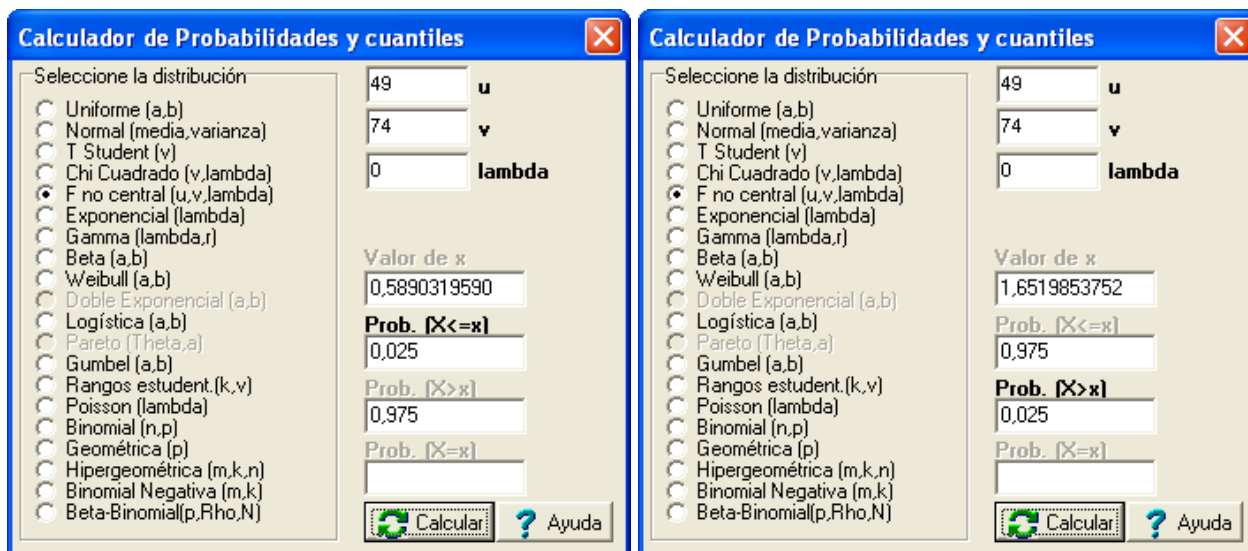 Calculador de Probabilidades y cuantiles
Seleccione la distribución
Uniforme (a,b)
Normal (media,varianza)
T Student (v)
Chi Cuadrado (v,lambda)
F no central (u,v,lambda)
Exponencial (lambda)
Gamma (lambda,r)
Beta (a,b)
Weibull (a,b)
Doble Exponencial (a,b)
Logística (a,b)
Pareto (Theta,a)
Gumbel (a,b)
Rangos estudent.(k,v)
Poisson (lambda)
Binomial (n,p)
Geométrica (p)
Hipergeométrica (m,k,n)
Binomial Negativa (m,k)
Beta-Binomial(p,Rho,N)
49 u
74 v
0 lambda
Valor de x
0,5890319590
Prob. (X<=x)
0,025
Prob. (X>x)
0,975
Prob. (X=x)
Calcular
? Ayuda
Calculador de Probabilidades y cuantiles
Seleccione la distribución
Uniforme (a,b)
Normal (media,varianza)
T Student (v)
Chi Cuadrado (v,lambda)
F no central (u,v,lambda)
Exponencial (lambda)
Gamma (lambda,r)
Beta (a,b)
Weibull (a,b)
Doble Exponencial (a,b)
Logística (a,b)
Pareto (Theta,a)
Gumbel (a,b)
Rangos estudent.(k,v)
Poisson (lambda)
Binomial (n,p)
Geométrica (p)
Hipergeométrica (m,k,n)
Binomial Negativa (m,k)
Beta-Binomial(p,Rho,N)
49 u
74 v
0 lambda
Valor de x
1,6519853752
Prob. (X<=x)
0,975
Prob. (X>x)
0,025
Prob. (X=x)
Calcular
? Ayuda